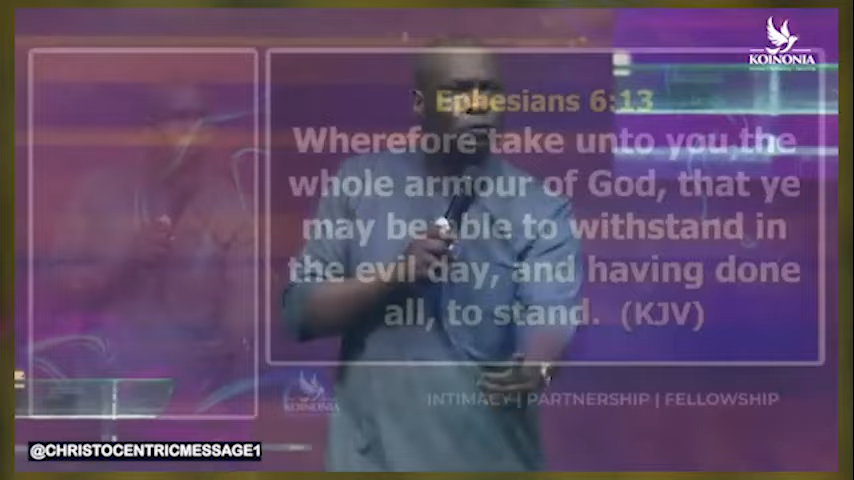 KOINONIA
Ephesians 6:13
Wherefore take unto you the
whole armour of God, that ye
may be able to withstand in
the evil day, and having done
all, to stand. (KJV)
KOINONIA
INTIMACY | PARTNERSHIP | FELLOWSHIP
@CHRISTOCENTRICMESSAGE1